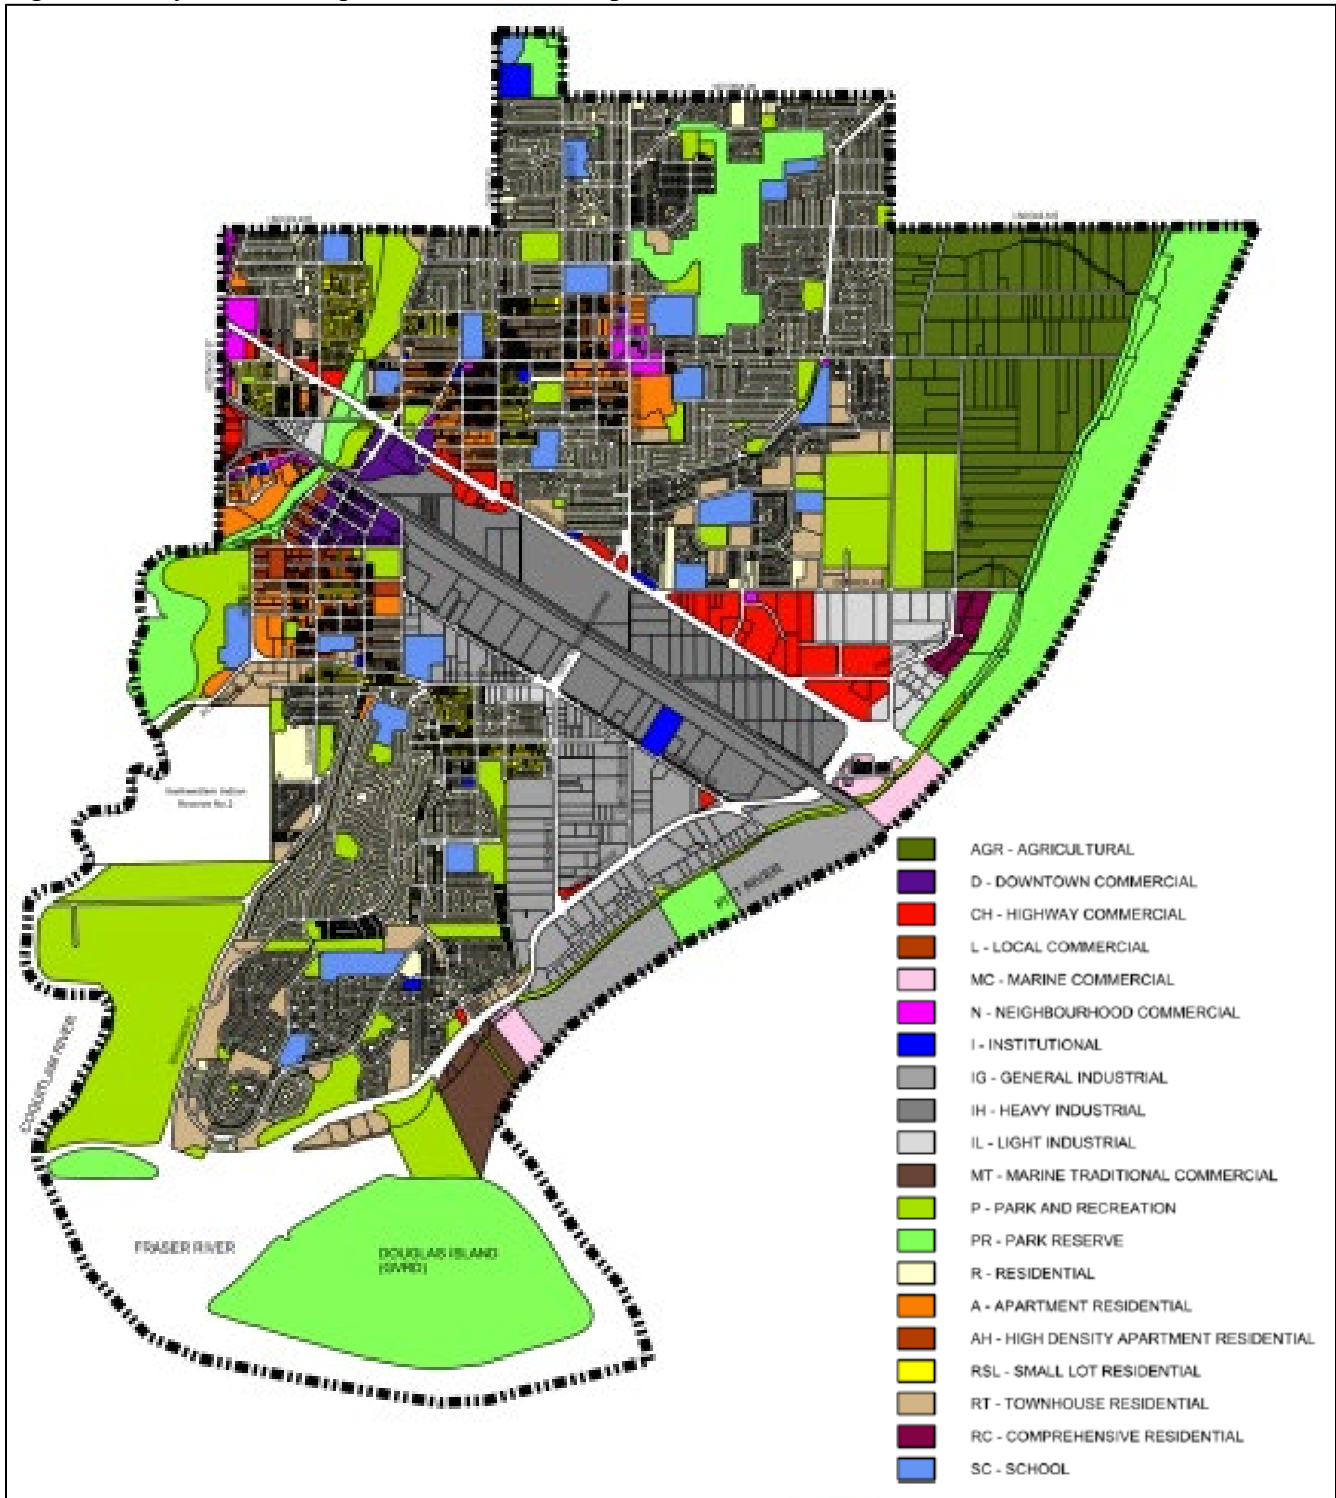 COQUITLAM RIVER
FRASER RIVER
DOUGLAS ISLAND
(GVRD)
AGR - AGRICULTURAL
D - DOWNTOWN COMMERCIAL
CH - HIGHWAY COMMERCIAL
L - LOCAL COMMERCIAL
MC - MARINE COMMERCIAL
N - NEIGHBOURHOOD COMMERCIAL
I - INSTITUTIONAL
IG - GENERAL INDUSTRIAL
IH - HEAVY INDUSTRIAL
IL - LIGHT INDUSTRIAL
MT - MARINE TRADITIONAL COMMERCIAL
P - PARK AND RECREATION
PR - PARK RESERVE
R - RESIDENTIAL
A - APARTMENT RESIDENTIAL
AH - HIGH DENSITY APARTMENT RESIDENTIAL
RSL - SMALL LOT RESIDENTIAL
RT - TOWNHOUSE RESIDENTIAL
RC - COMPREHENSIVE RESIDENTIAL
SC - SCHOOL